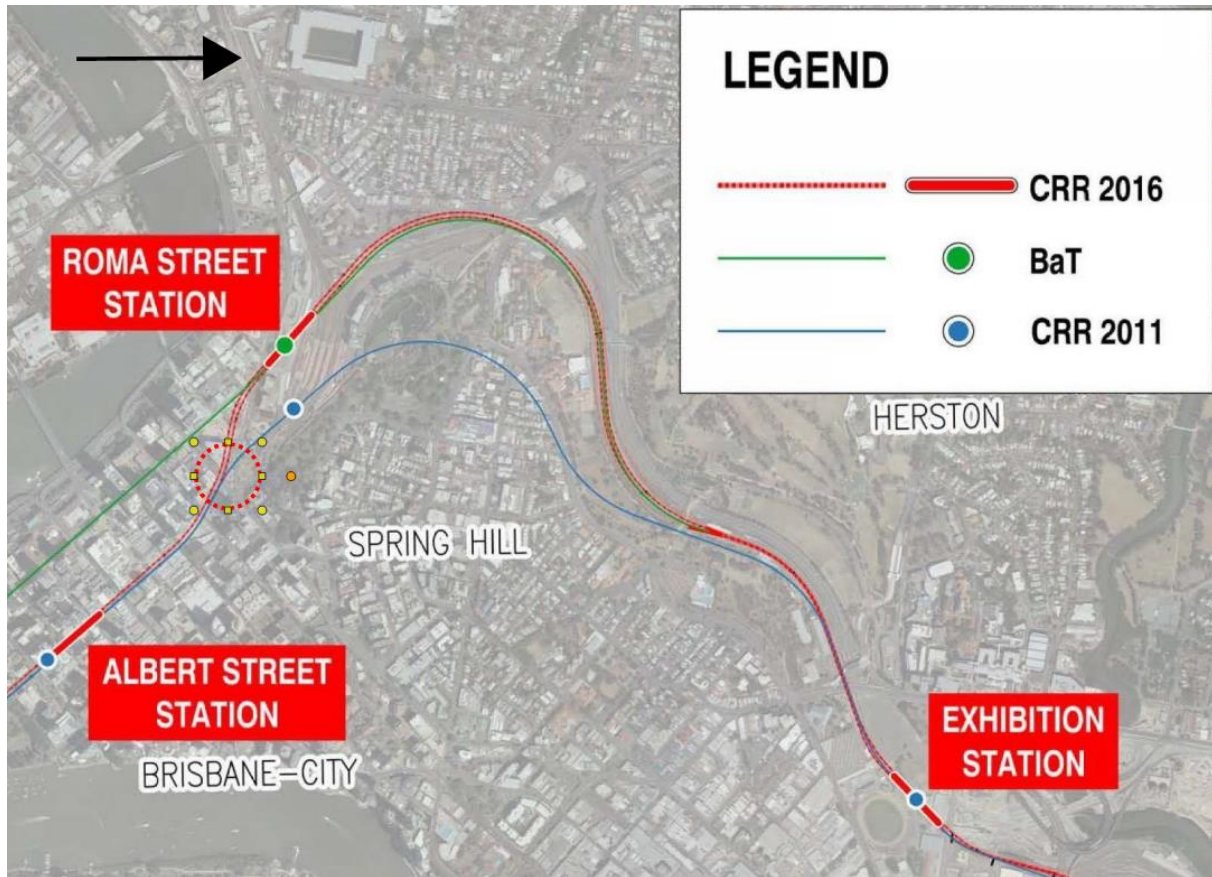 LEGEND
CRR 2016
BaT
CRR 2011
ROMA STREET
STATION
HERSTON
SPRING HILL
ALBERT STREET
STATION
BRISBANE-CITY
EXHIBITION
STATION